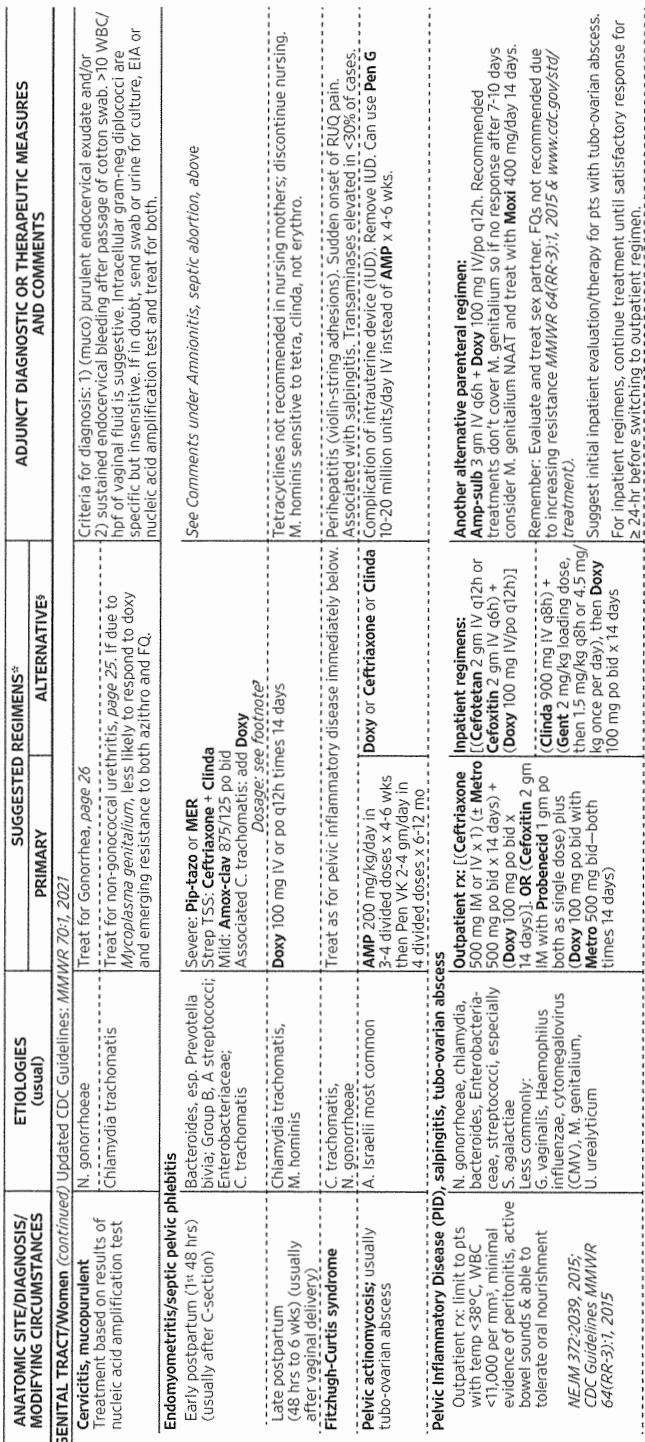 ANATOMIC SITE/DIAGNOSIS/
MODIFYING CIRCUMSTANCES
ETIOLOGIES
(usual)
SUGGESTED REGIMENS*
PRIMARY
ALTERNATIVE§
ADJUNCT DIAGNOSTIC OR THERAPEUTIC MEASURES
AND COMMENTS
GENITAL TRACT/Women (continued) Updated CDC Guidelines: MMWR 70:1, 2021
Cervicitis, mucopurulent
Treatment based on results of
nucleic acid amplification test
N. gonorrhoeae
Treat for Gonorrhea, page 26
Chlamydia trachomatis
Treat for non-gonococcal urethritis, page 25. If due to
Mycoplasma genitalium, less likely to respond to doxy
and emerging resistance to both azithro and FQ.
Criteria for diagnosis: 1) (muco) purulent endocervical exudate and/or
2) sustained endocervical bleeding after passage of cotton swab. >10 WBC/
hpf of vaginal fluid is suggestive. Intracellular gram-neg diplococci are
specific but insensitive. If in doubt, send swab or urine for culture, EIA or
nucleic acid amplification test and treat for both.
Endomyometritis/septic pelvic phlebitis
Early postpartum (1st 48 hrs)
(usually after C-section)
Bacteroides, esp. Prevotella
bivia; Group B, A streptococci;
Enterobacteriaceae;
C. trachomatis
Severe: Pip-tazo or MER
Strep TSS: Ceftriaxone + Clinda
Mild: Amox-clav 875/125 po bid
Associated C. trachomatis: add Doxy
Dosage: see footnote⁷
See Comments under Amnionitis, septic abortion, above
Late postpartum
(48 hrs to 6 wks) (usually
after vaginal delivery)
Chlamydia trachomatis,
M. hominis
Doxy 100 mg IV or po q12h times 14 days
Tetracyclines not recommended in nursing mothers; discontinue nursing.
M. hominis sensitive to tetra, clinda, not erythro.
Fitzhugh-Curtis syndrome
C. trachomatis,
N. gonorrhoeae
Treat as for pelvic inflammatory disease immediately below.
Perihepatitis (violin-string adhesions). Sudden onset of RUQ pain.
Associated with salpingitis. Transaminases elevated in <30% of cases.
Pelvic actinomycosis; usually
tubo-ovarian abscess
A. Israelii most common
AMP 200 mg/kg/day in
3-4 divided doses x 4-6 wks
then Pen VK 2-4 gm/day in
4 divided doses x 6-12 mo
Doxy or Ceftriaxone or Clinda
Complication of intrauterine device (IUD). Remove IUD. Can use Pen G
10-20 million units/day IV instead of AMP x 4-6 wks.
Pelvic Inflammatory Disease (PID), salpingitis, tubo-ovarian abscess
Outpatient rx: limit to pts
with temp <38°C, WBC
<11,000 per mm³, minimal
evidence of peritonitis, active
bowel sounds & able to
tolerate oral nourishment
NEJM 372:2039, 2015;
CDC Guidelines MMWR
64(RR-3):1, 2015
N. gonorrhoeae, chlamydia,
bacteroides, Enterobacteria-
ceae, streptococci, especially
S. agalactiae
Less commonly:
G. vaginalis, Haemophilus
influenzae, cytomegalovirus
(CMV), M. genitalium,
U. urealyticum
Outpatient rx: [(Ceftriaxone
500 mg IM or IV x 1) (± Metro
500 mg po bid x 14 days) +
(Doxy 100 mg po bid x
14 days)]. OR (Cefoxitin 2 gm
IM with Probenecid 1 gm po
both as single dose) plus
(Doxy 100 mg po bid with
Metro 500 mg bid—both
times 14 days)
Inpatient regimens:
[(Cefotetan 2 gm IV q12h or
Cefoxitin 2 gm IV q6h) +
(Doxy 100 mg IV/po q12h)]
(Clinda 900 mg IV q8h) +
(Gent 2 mg/kg loading dose,
then 1.5 mg/kg q8h or 4.5 mg/
kg once per day), then Doxy
100 mg po bid x 14 days
Another alternative parenteral regimen:
Amp-sulb 3 gm IV q6h + Doxy 100 mg IV/po q12h. Recommended
treatments don't cover M. genitalium so if no response after 7-10 days
consider M. genitalium NAAT and treat with Moxi 400 mg/day 14 days.
Remember: Evaluate and treat sex partner. FQs not recommended due
to increasing resistance MMWR 64(RR-3):1, 2015 & www.cdc.gov/std/
treatment).
Suggest initial inpatient evaluation/therapy for pts with tubo-ovarian abscess.
For inpatient regimens, continue treatment until satisfactory response for
≥ 24-hr before switching to outpatient regimen.